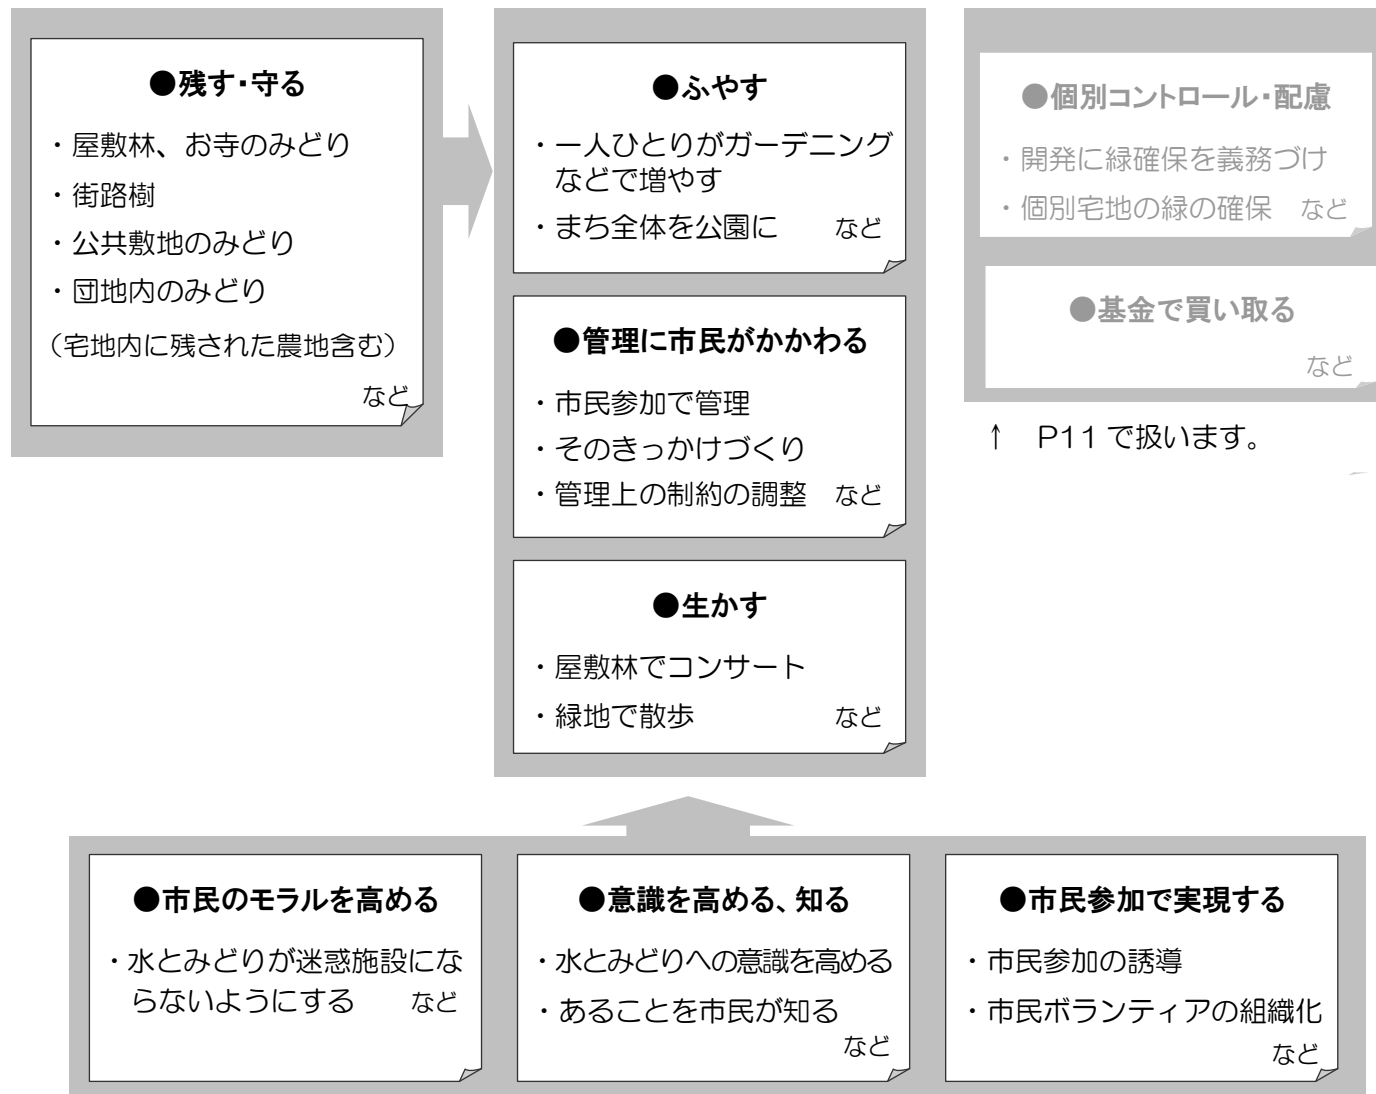 ●残す・守る
・屋敷林、お寺のみどり
・街路樹
・公共敷地のみどり
・団地内のみどり
（宅地内に残された農地含む）
など
●ふやす
・一人ひとりがガーデニング
などで増やす
・まち全体を公園に　など
●管理に市民がかかわる
・市民参加で管理
・そのきっかけづくり
・管理上の制約の調整　など
●生かす
・屋敷林でコンサート
・緑地で散歩　など
●個別コントロール・配慮
・開発に緑確保を義務づけ
・個別宅地の緑の確保　など
●基金で買い取る
など
↑　P11で扱います。
●市民のモラルを高める
・水とみどりが迷惑施設にな
らないようにする　など
●意識を高める、知る
・水とみどりへの意識を高める
・あることを市民が知る
など
●市民参加で実現する
・市民参加の誘導
・市民ボランティアの組織化
など